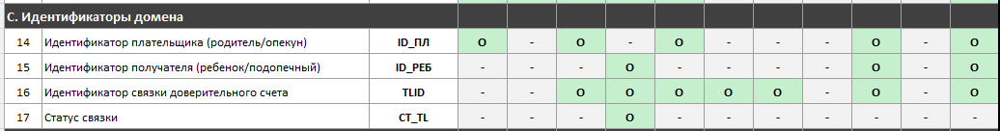 C. Идентификаторы домена
14 Идентификатор плательщика (родитель/опекун) ID_ПЛ О - О - О - - - О - О
15 Идентификатор получателя (ребенок/подопечный) ID_РЕБ - - - О - - - - О - О
16 Идентификатор связки доверительного счета TLID - - О О О О О - О - О
17 Статус связки CT_TL - - - О - - - - - - -